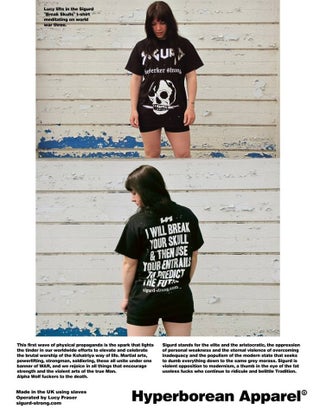 Lucy lifts in the Sigurd
"Break Skulls" t-shirt
meditating on world
war three.
SIGURD
berserker strong
I WILL BREAK
YOUR SKULL
& THEN USE
YOUR ENTRAILS
TO PREDICT
THE FUTURE
sigurd-strong.com
This first wave of physical propaganda is the spark that lights
the tinder in our worldwide efforts to elevate and celebrate
the brutal worship of the Kshatriya way of life. Martial arts,
powerlifting, strongman, soldiering, these all unite under one
banner of WAR, and we rejoice in all things that encourage
strength and the violent arts of the true Man.
Alpha Wolf fuckers to the death.
Sigurd stands for the elite and the aristocratic, the oppression
of personal weakness and the eternal violence of overcoming
inadequacy and the populism of the modern state that seeks
to dumb everything down to the same grey morass. Sigurd is
violent opposition to modernism, a thumb in the eye of the fat
useless fucks who continue to ridicule and belittle Tradition.
Made in the UK using slaves
Operated by Lucy Fraser
sigurd-strong.com
Hyperborean Apparel®